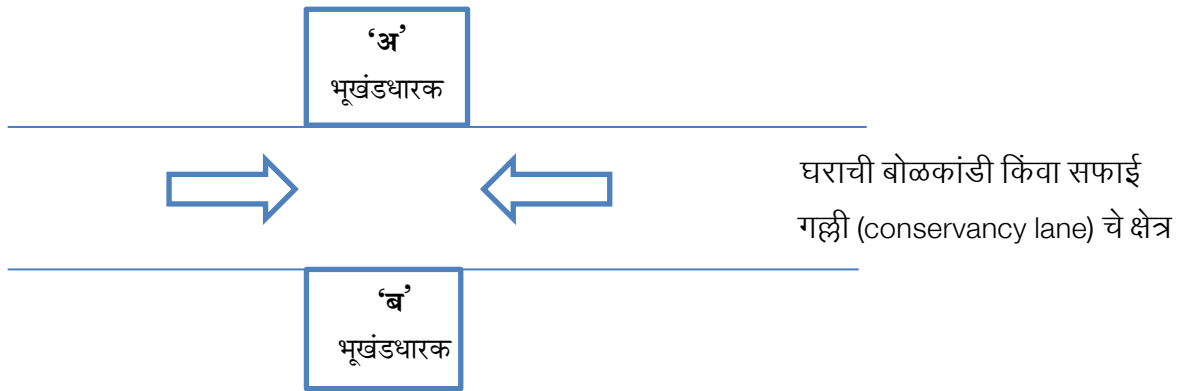 ‘अ’
भूखंडधारक
घराची बोळकांडी किंवा सफाई
गल्ली (conservancy lane) चे क्षेत्र
‘ब’
भूखंडधारक